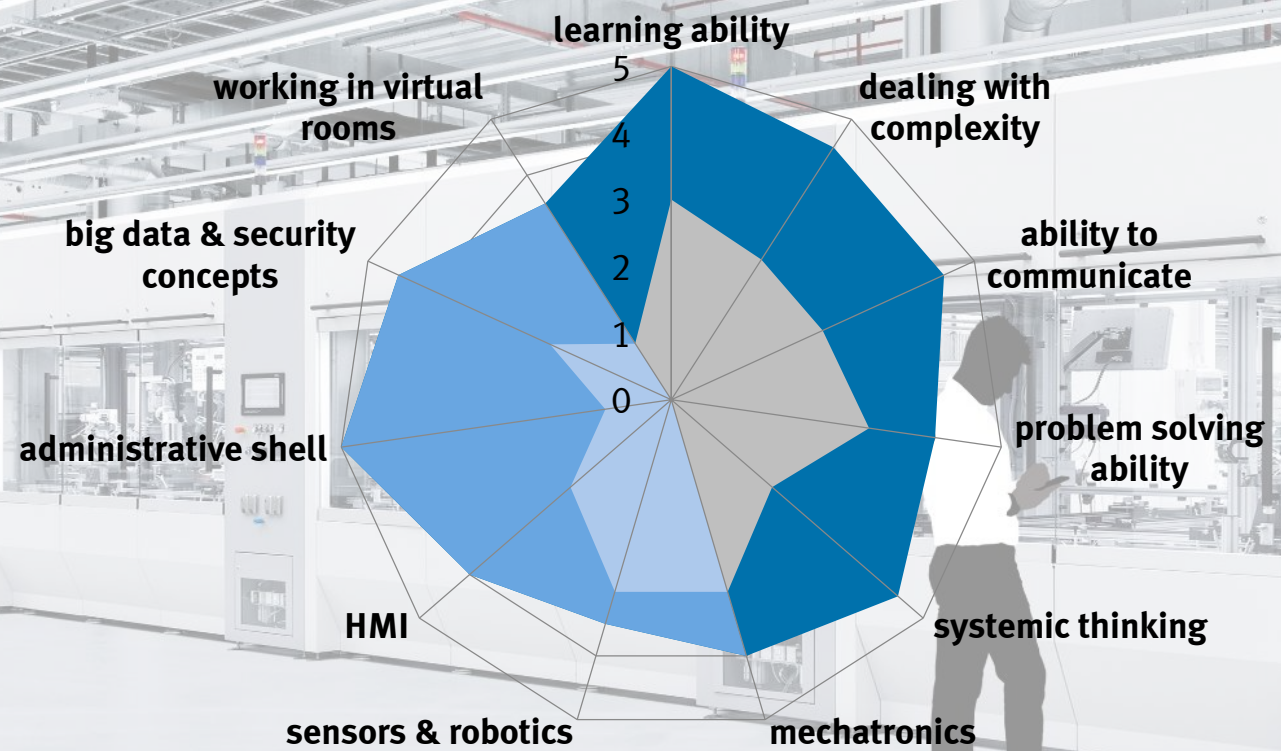 learning ability
5
working in virtual
rooms
dealing with
complexity
4
3
big data & security
concepts
ability to
communicate
2
1
0
administrative shell
problem solving
ability
HMI
systemic thinking
sensors & robotics
mechatronics